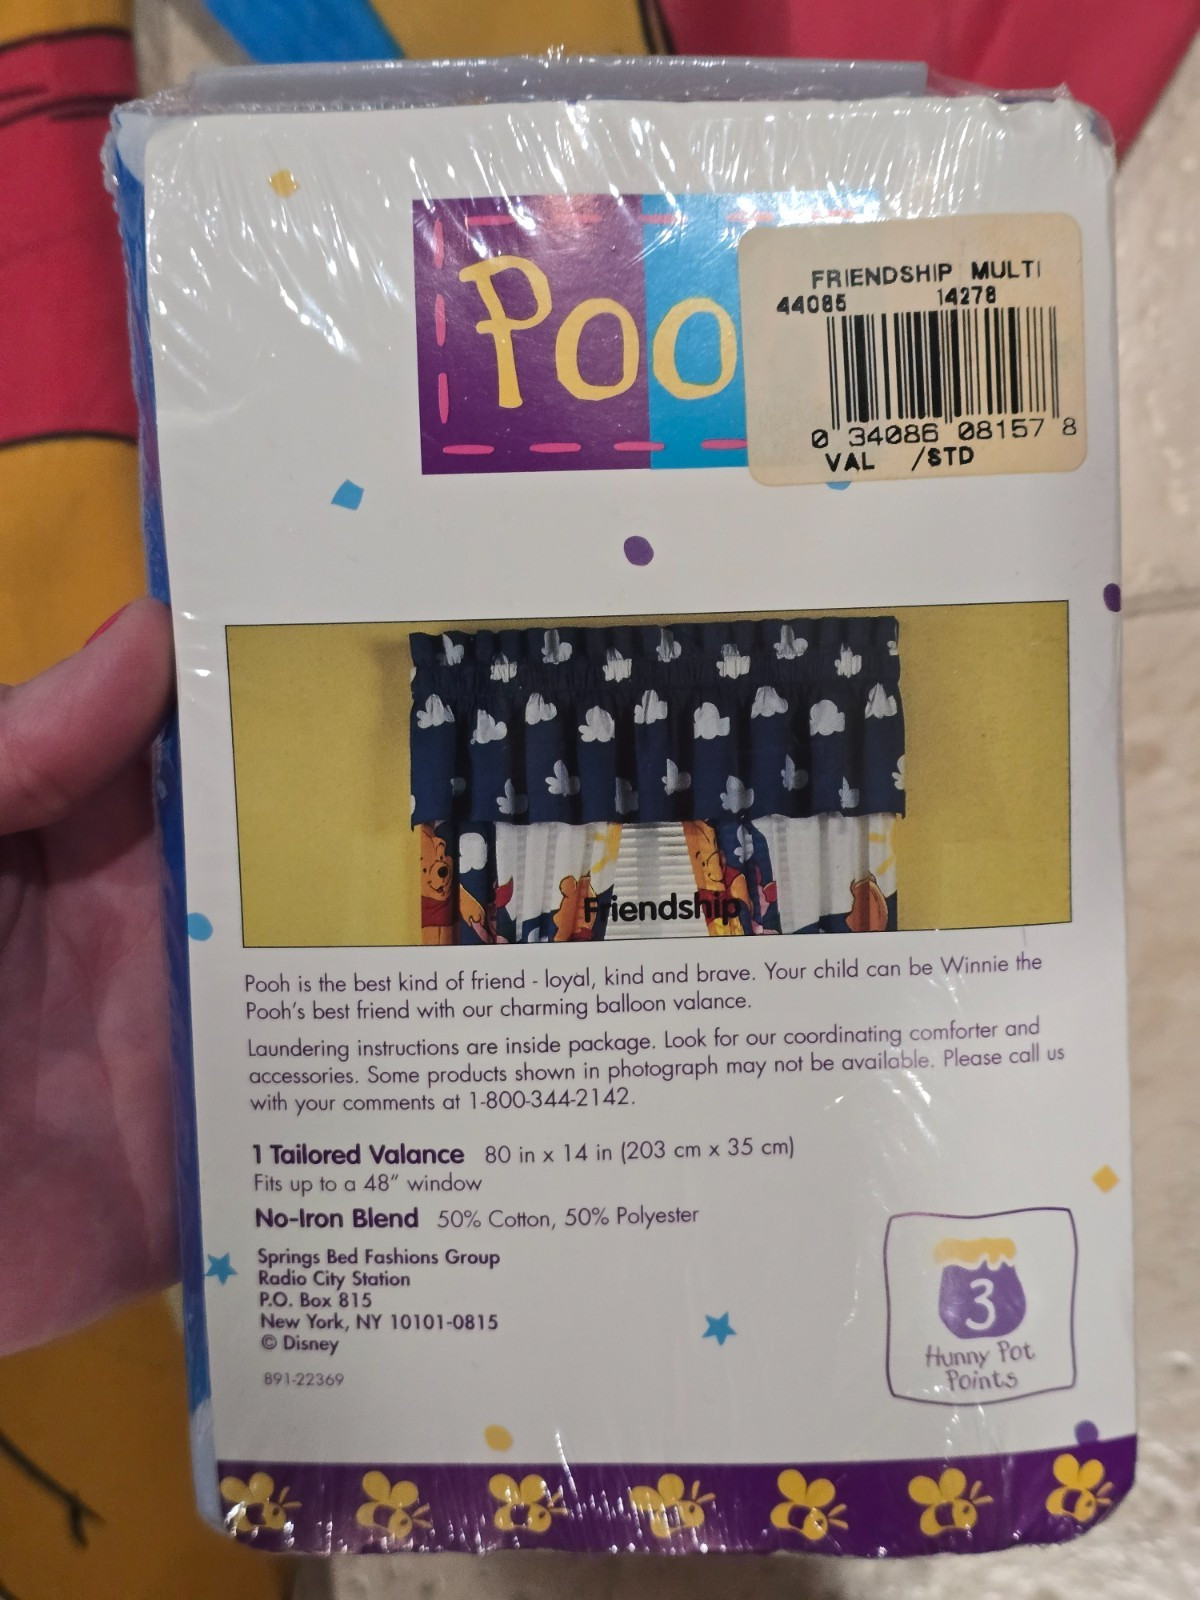 Poo
FRIENDSHIP MULTI
44085 14278
0 34086 08157 8
VAL /STD
Friendship
Pooh is the best kind of friend - loyal, kind and brave. Your child can be Winnie the
Pooh's best friend with our charming balloon valance.
Laundering instructions are inside package. Look for our coordinating comforter and
accessories. Some products shown in photograph may not be available. Please call us
with your comments at 1-800-344-2142.
1 Tailored Valance 80 in x 14 in (203 cm x 35 cm)
Fits up to a 48" window
No-Iron Blend 50% Cotton, 50% Polyester
Springs Bed Fashions Group
Radio City Station
P.O. Box 815
New York, NY 10101-0815
© Disney
891-22369
3
Hunny Pot
Points